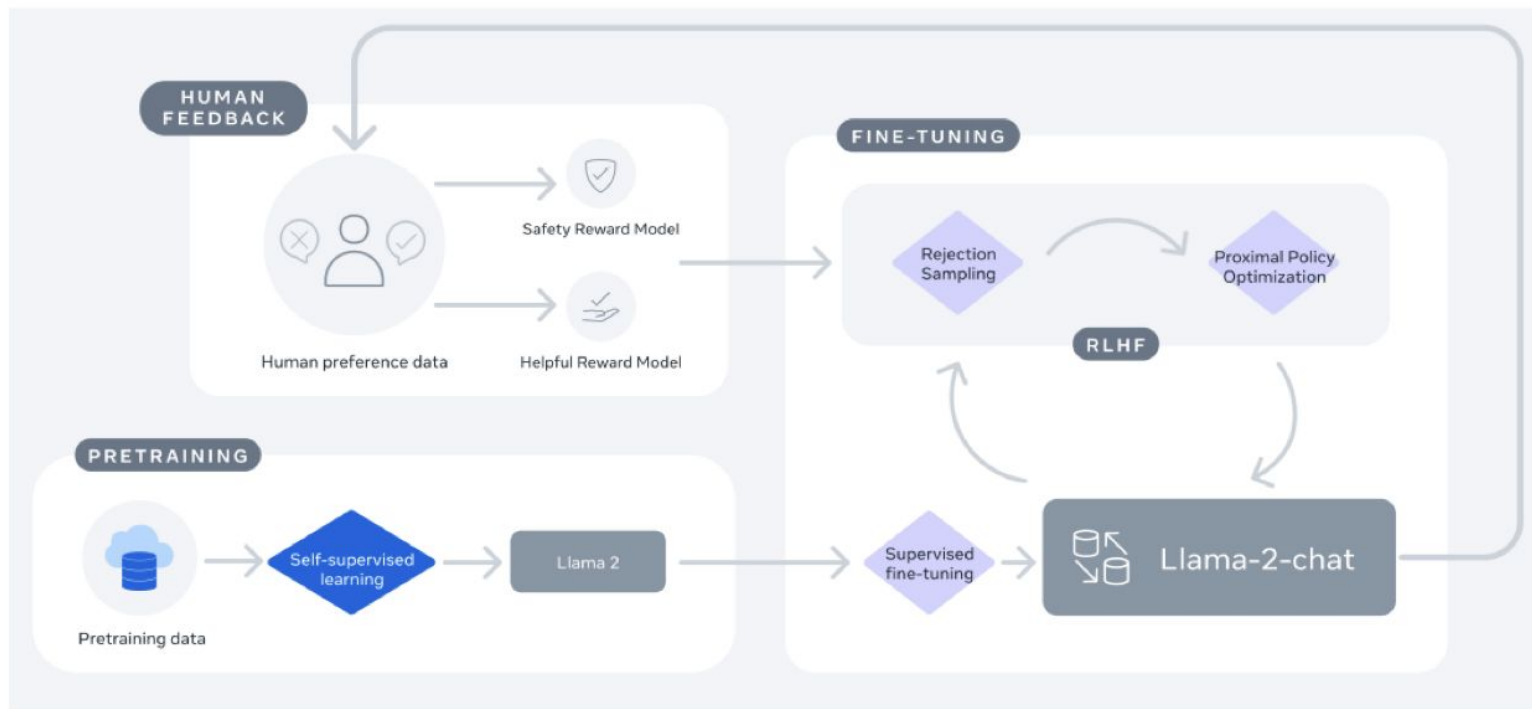 HUMAN
FEEDBACK
Safety Reward Model
Helpful Reward Model
Human preference data
FINE-TUNING
Rejection
Sampling
Proximal Policy
Optimization
RLHF
PRETRAINING
Pretraining data
Self-supervised
learning
Llama 2
Supervised
fine-tuning
Llama-2-chat